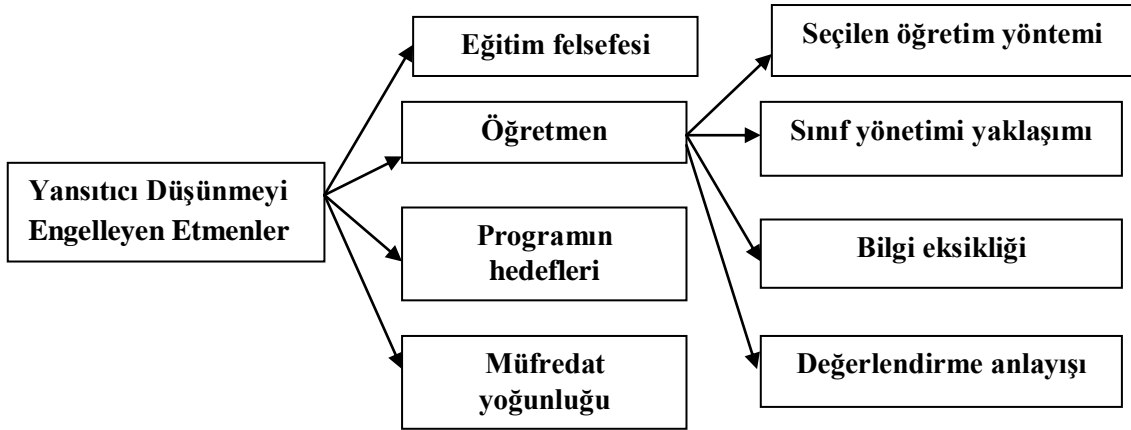 Yansıtıcı Düşünmeyi
Engelleyen Etmenler
Eğitim felsefesi
Öğretmen
Programın
hedefleri
Müfredat
yoğunluğu
Seçilen öğretim yöntemi
Sınıf yönetimi yaklaşımı
Bilgi eksikliği
Değerlendirme anlayışı